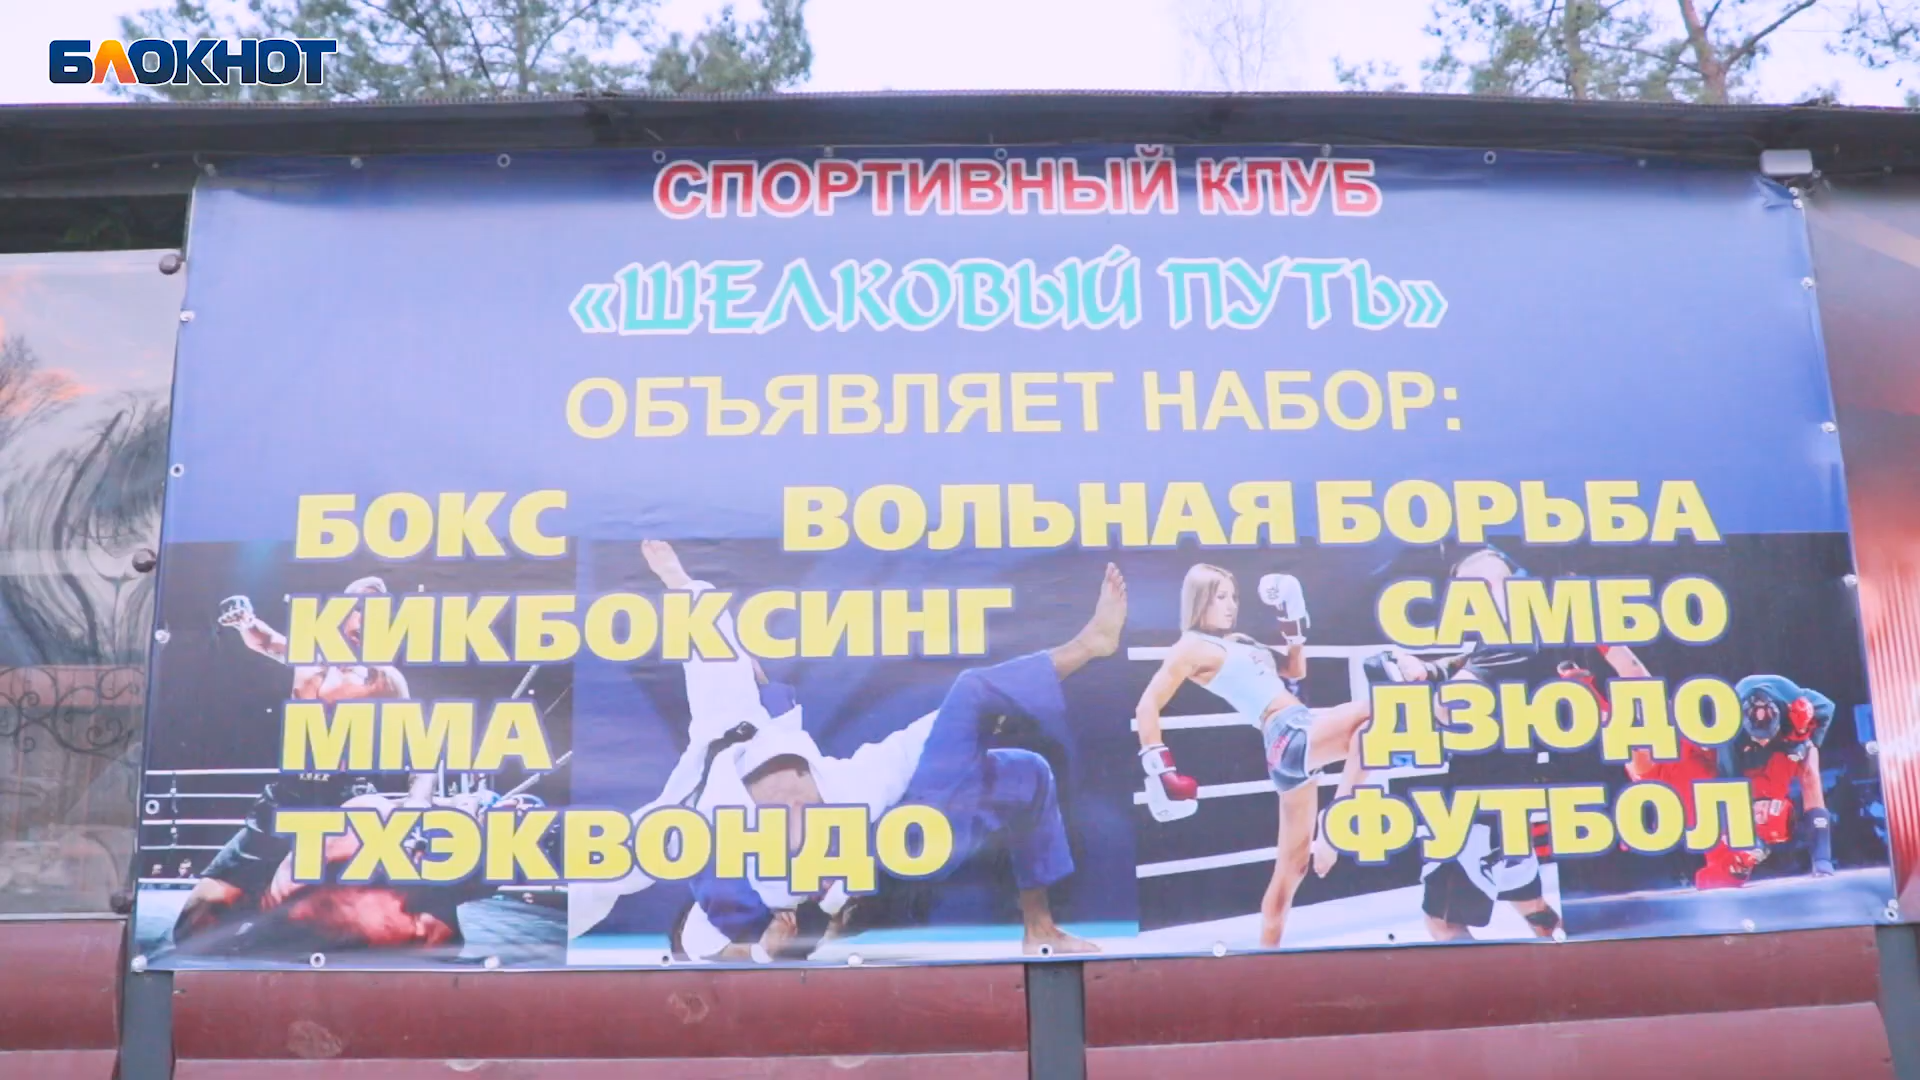 БЛОКНОТ
СПОРТИВНЫЙ КЛУБ
«ШЕЛКОВЫЙ ПУТЬ»
ОБЪЯВЛЯЕТ НАБОР:
БОКС ВОЛЬНАЯ БОРЬБА
КИКБОКСИНГ САМБО
ММА ДЗЮДО
ТХЭКВОНДО ФУТБОЛ